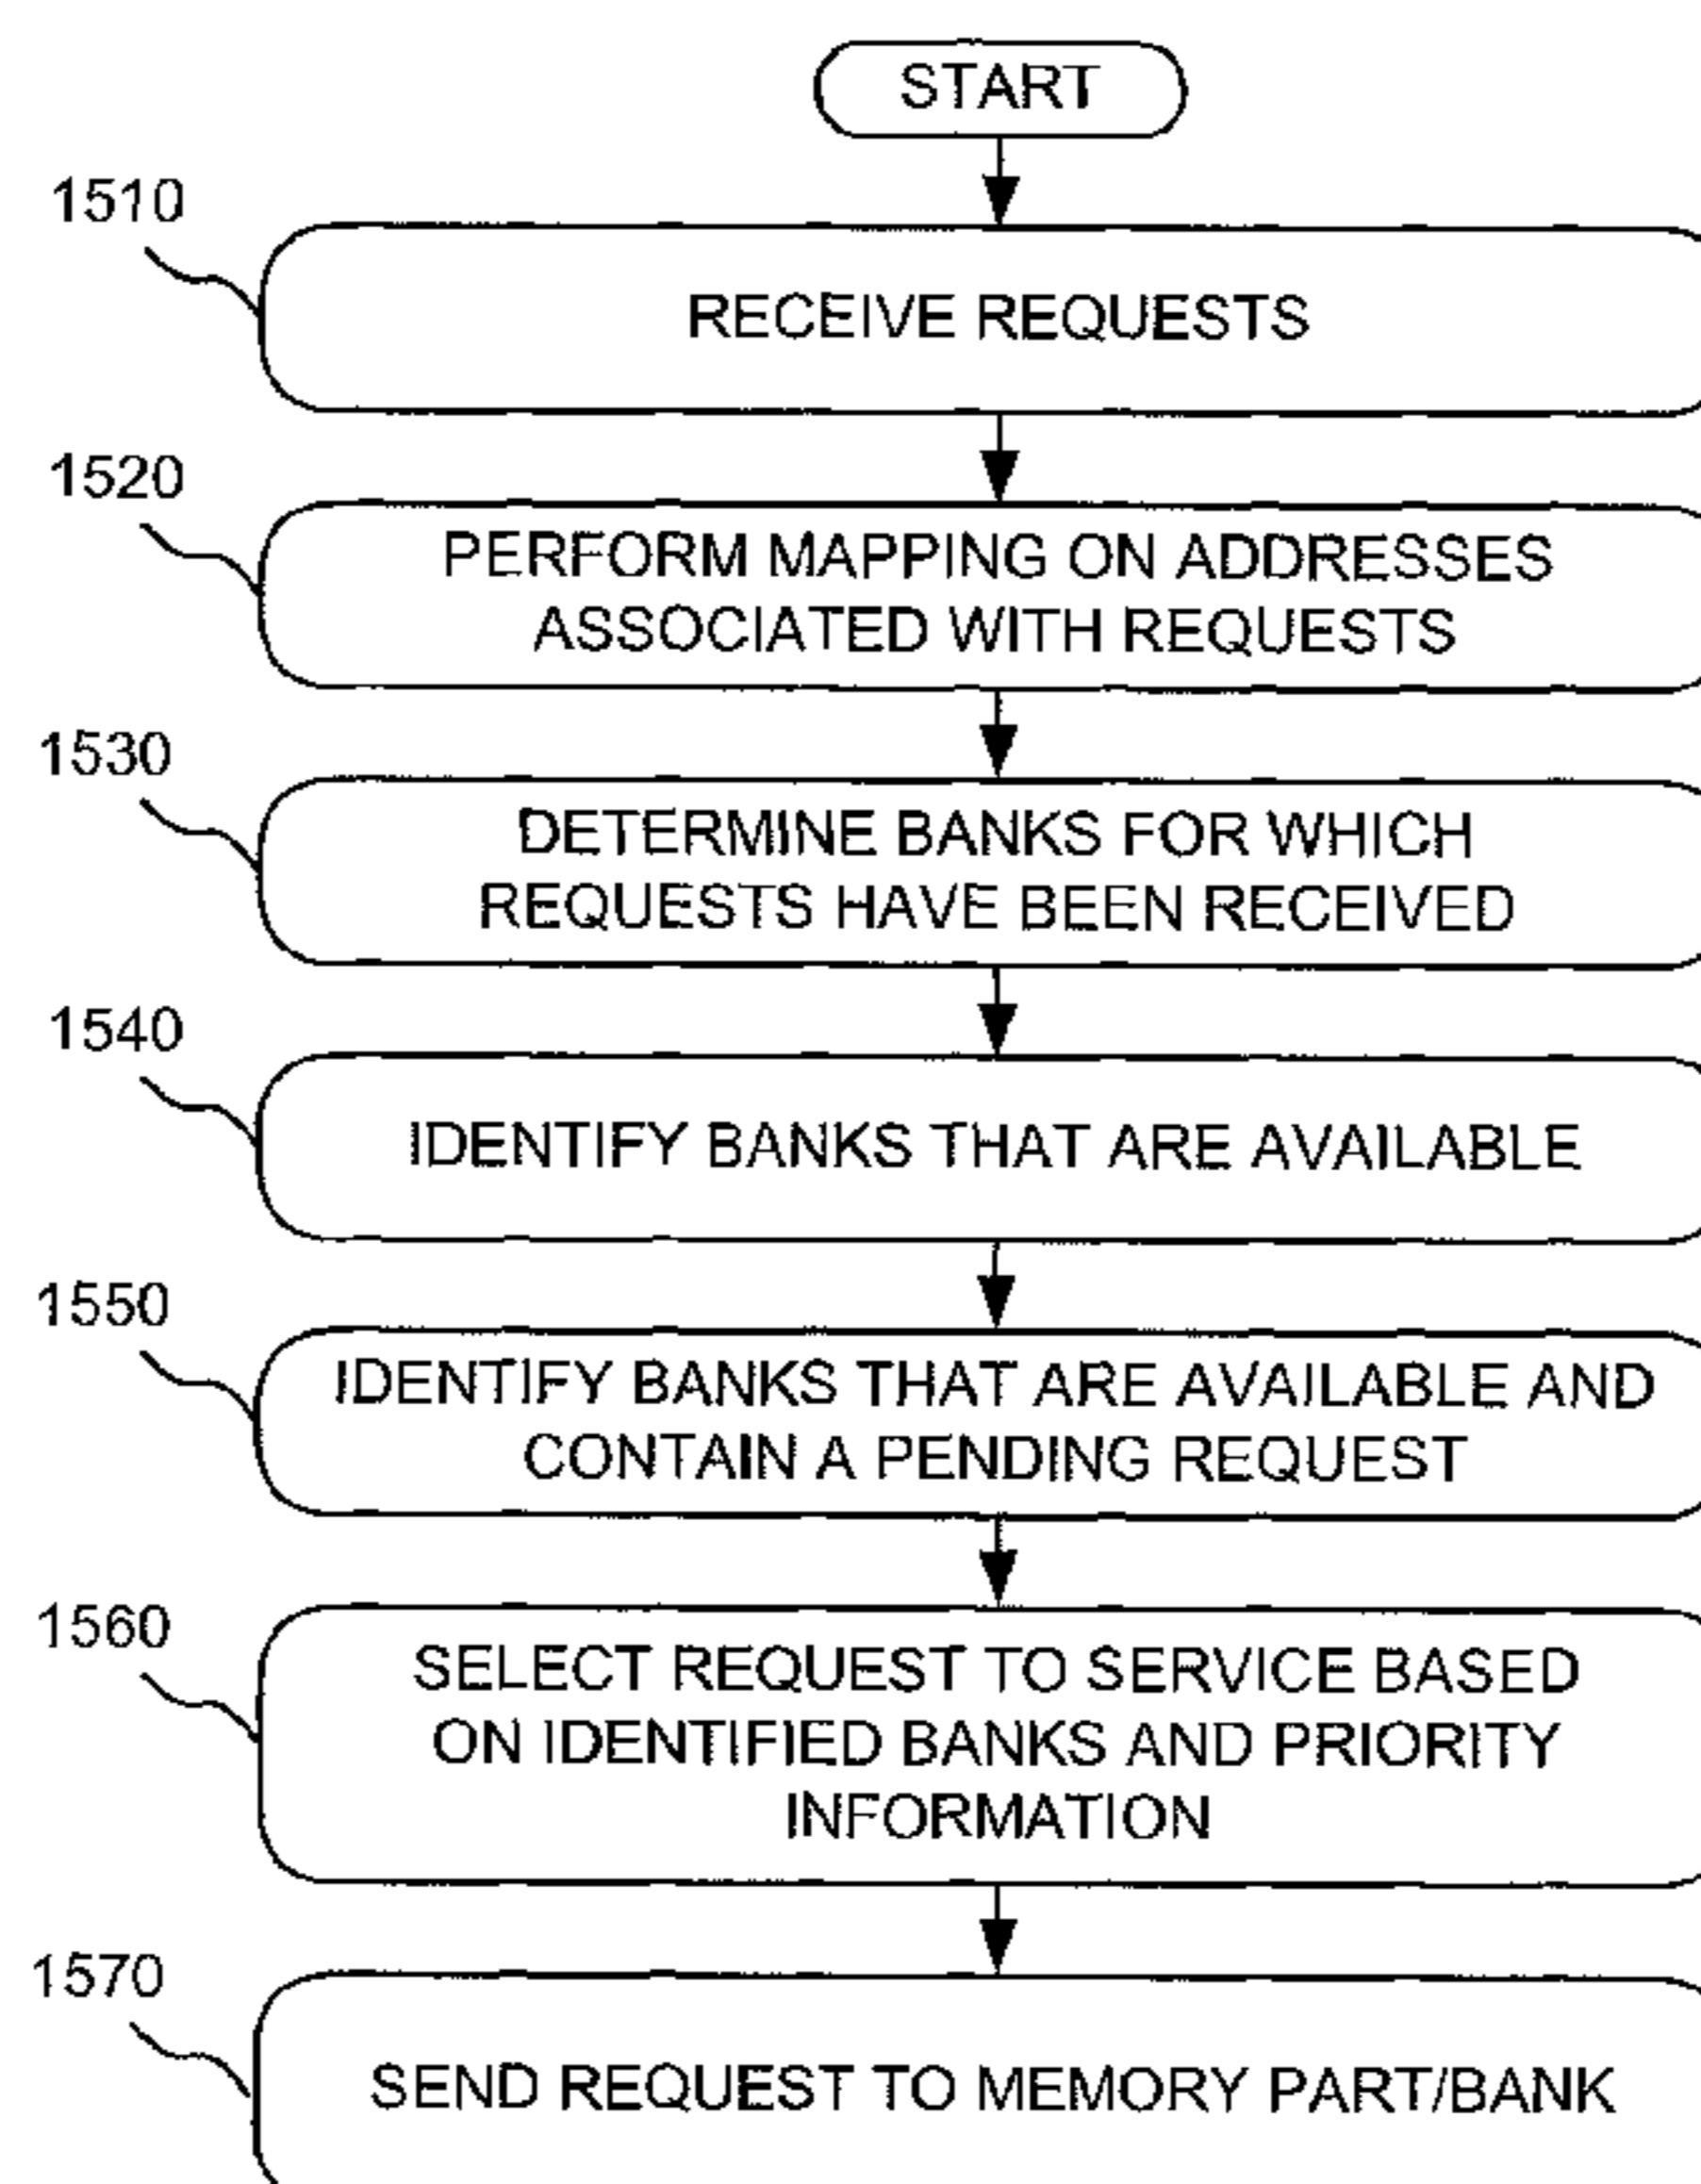 START
1510
RECEIVE REQUESTS
1520
PERFORM MAPPING ON ADDRESSES
ASSOCIATED WITH REQUESTS
1530
DETERMINE BANKS FOR WHICH
REQUESTS HAVE BEEN RECEIVED
1540
IDENTIFY BANKS THAT ARE AVAILABLE
1550
IDENTIFY BANKS THAT ARE AVAILABLE AND
CONTAIN A PENDING REQUEST
1560
SELECT REQUEST TO SERVICE BASED
ON IDENTIFIED BANKS AND PRIORITY
INFORMATION
1570
SEND REQUEST TO MEMORY PART/BANK